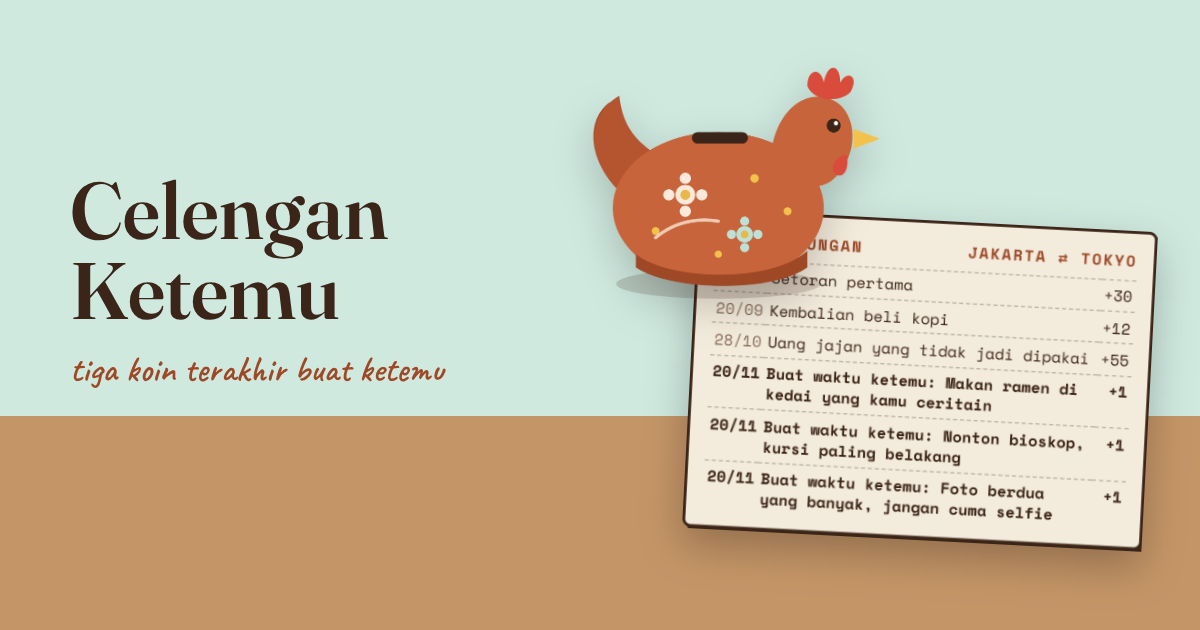 Celengan
Ketemu
tiga koin terakhir buat ketemu
JAKARTA ⇄ TOKYO
Setoran pertama +30
20/09 Kembalian beli kopi +12
28/10 Uang jajan yang tidak jadi dipakai +55
20/11 Buat waktu ketemu: Makan ramen di +1
kedai yang kamu ceritain
20/11 Buat waktu ketemu: Nonton bioskop, +1
kursi paling belakang
20/11 Buat waktu ketemu: Foto berdua +1
yang banyak, jangan cuma selfie